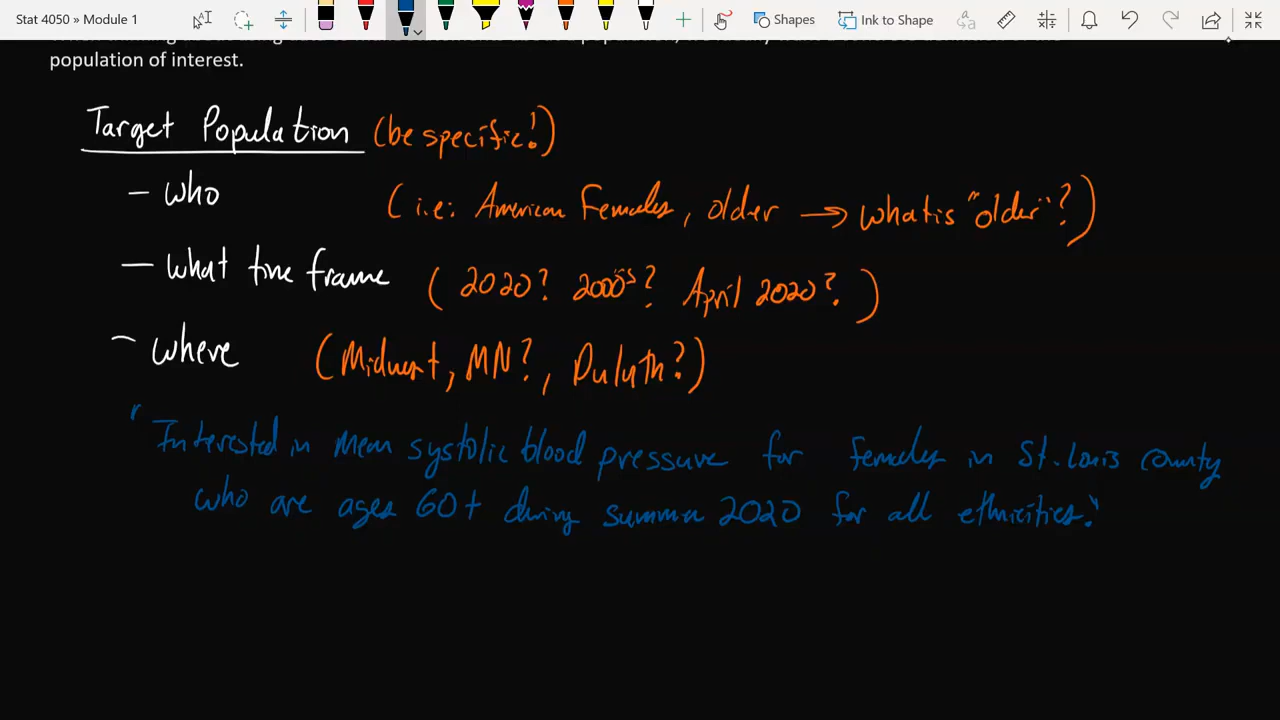 Stat 4050 » Module 1
Shapes
Ink to Shape
population of interest.
Target Population (be specific!)
- who (i.e: American Females, older → what is "older"?)
- what time frame (2020? 2000's? April 2020?)
- where (Midwest, MN?, Duluth?)
"Interested in mean systolic blood pressure for females in St. Louis county
who are ages 60+ during summer 2020 for all ethnicities."